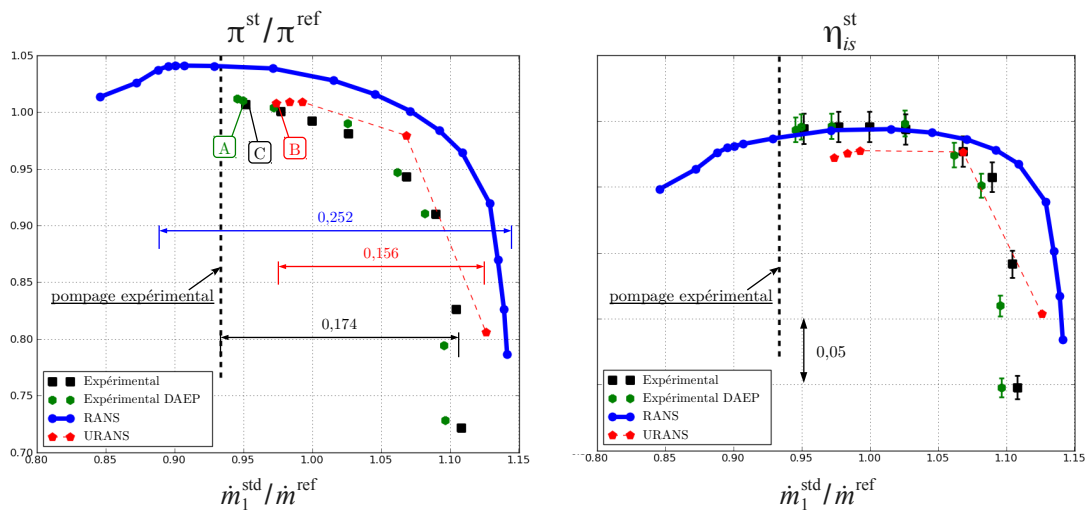 π^st/π^ref
1.05
1.00
0.95
0.90
0.85
0.80
0.75
0.70
A
C
B
0,252
0,156
pompage expérimental
0,174
Expérimental
Expérimental DAEP
RANS
URANS
0.80
0.85
0.90
0.95
1.00
1.05
1.10
1.15
ṁ₁^std/ṁ^ref
η_is^st
pompage expérimental
0,05
Expérimental
Expérimental DAEP
RANS
URANS
0.80
0.85
0.90
0.95
1.00
1.05
1.10
1.15
ṁ₁^std/ṁ^ref